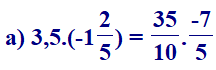 a) 3,5.(-1 2/5) = 35/10 . -7/5